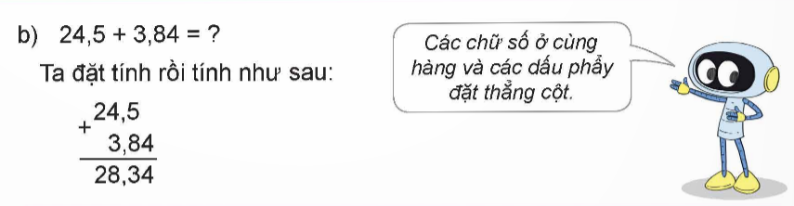 b) 24,5 + 3,84 = ?
Ta đặt tính rồi tính như sau:
24,5
+
3,84
28,34
Các chữ số ở cùng
hàng và các dấu phẩy
đặt thẳng cột.